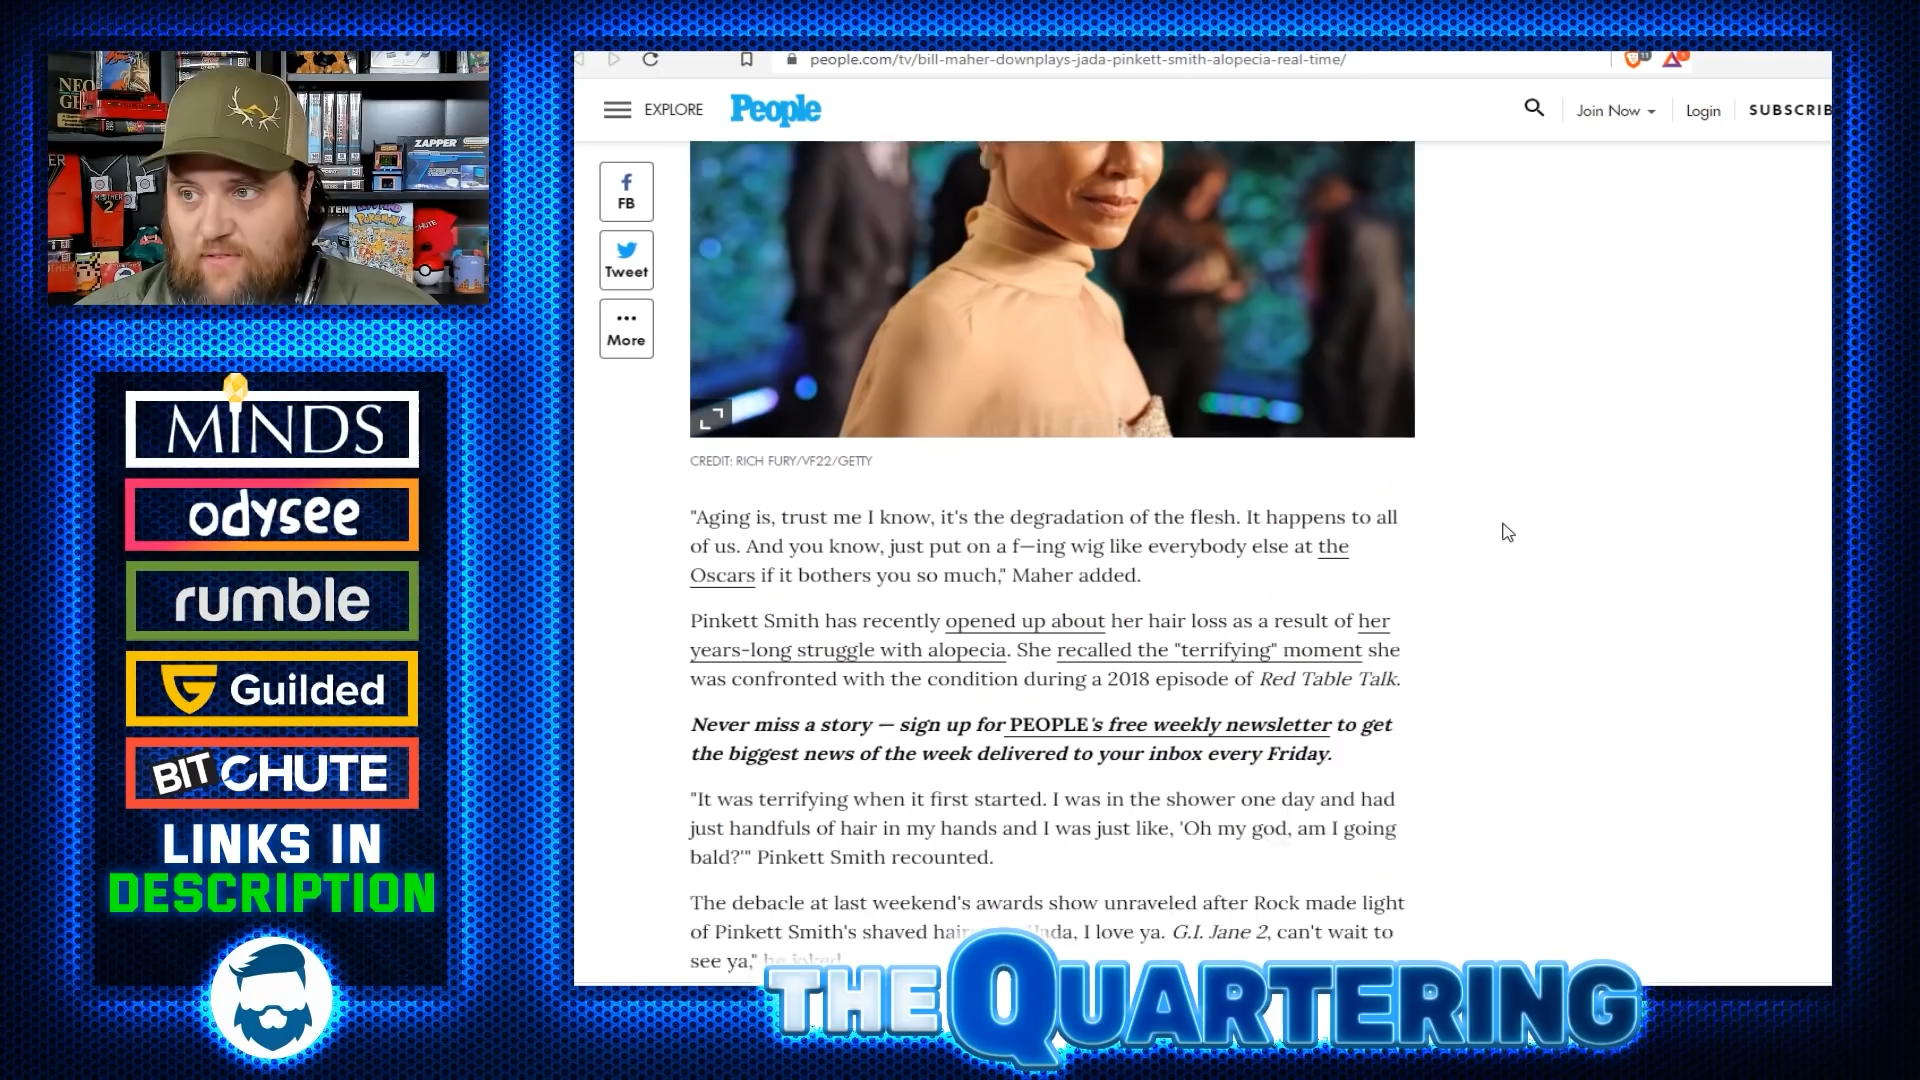 NEO
GE
ZAPPER
MOTHER
2
Pokémon!
people.com/tv/bill-maher-downplays-jada-pinkett-smith-alopecia-real-time/
EXPLORE
People
Join Now
Login
SUBSCRIB
FB
Tweet
More
CREDIT: RICH FURY/VF22/GETTY
"Aging is, trust me I know, it's the degradation of the flesh. It happens to all
of us. And you know, just put on a f—ing wig like everybody else at the
Oscars if it bothers you so much," Maher added.
Pinkett Smith has recently opened up about her hair loss as a result of her
years-long struggle with alopecia. She recalled the "terrifying" moment she
was confronted with the condition during a 2018 episode of Red Table Talk.
Never miss a story — sign up for PEOPLE's free weekly newsletter to get
the biggest news of the week delivered to your inbox every Friday.
"It was terrifying when it first started. I was in the shower one day and had
just handfuls of hair in my hands and I was just like, 'Oh my god, am I going
bald?'" Pinkett Smith recounted.
The debacle at last weekend's awards show unraveled after Rock made light
of Pinkett Smith's shaved hair I love ya. G.I. Jane 2, can't wait to
see ya," he joked.
MINDS
odysee
rumble
Guilded
BITCHUTE
LINKS IN
DESCRIPTION
THE QUARTERING